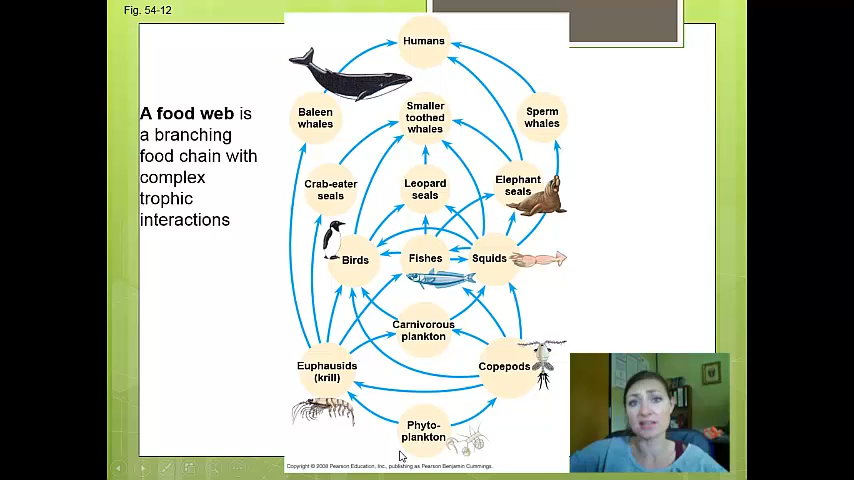 Fig. 54-12
Humans
A food web is
a branching
food chain with
complex
trophic
interactions
Baleen
whales
Smaller
toothed
whales
Sperm
whales
Crab-eater
seals
Leopard
seals
Elephant
seals
Birds
Fishes
Squids
Carnivorous
plankton
Euphausids
(krill)
Copepods
Phyto-
plankton
Copyright © 2008 Pearson Education, Inc., publishing as Pearson Benjamin Cummings.